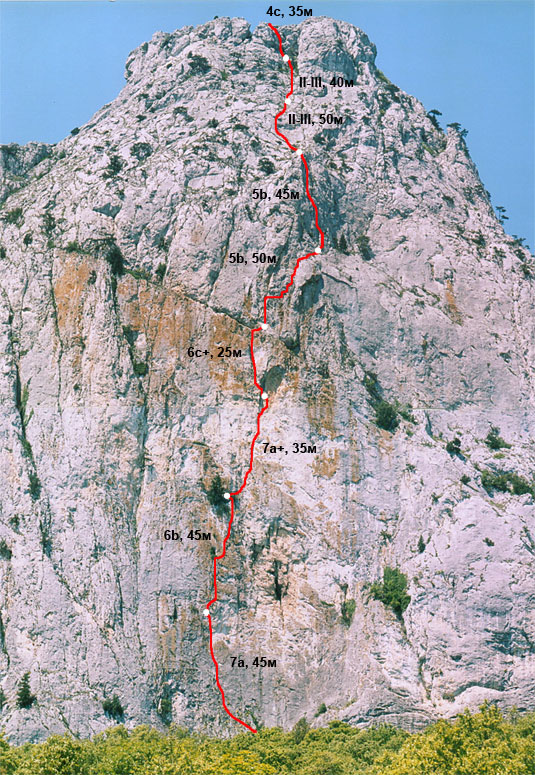 4c, 35м
II-III, 40м
II-III, 50м
5b, 45м
5b, 50м
6c+, 25м
7a+, 35м
6b, 45м
7a, 45м